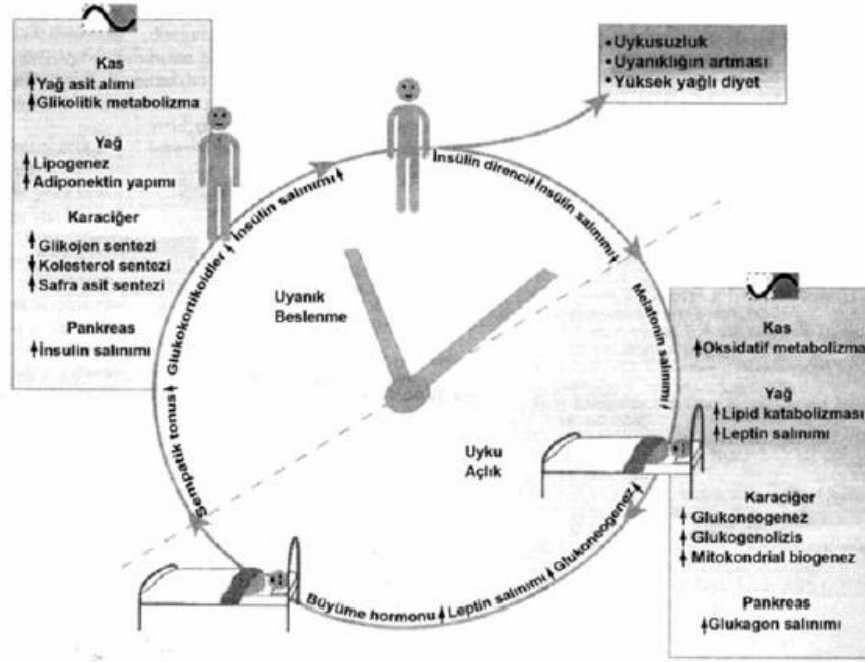 Kas
↑Yağ asit alımı
↑Glikolitik metabolizma
Yağ
↑Lipogenez
↑Adiponektin yapımı
Karaciğer
↑Glikojen sentezi
↓Kolesterol sentezi
↑Safra asit sentezi
Pankreas
↑İnsulin salınımı
• Uykusuzluk
• Uyanıklığın artması
• Yüksek yağlı diyet
Sempatik tonus↑ Glukokortikoidler↑ İnsülin salınımı↑
İnsülin direnci↑ İnsülin salınımı↓
Melatonin salınımı↑
Uyanık
Beslenme
Uyku
Açlık
Büyüme hormonu↑ Leptin salınımı↑ Glukoneogenez↑
Kas
↑Oksidatif metabolizma
Yağ
↑Lipid katabolizması
↑Leptin salınımı
Karaciğer
↑Glukoneogenez
↑Glukogenolizis
↑Mitokondrial biogenez
Pankreas
↑Glukagon salınımı